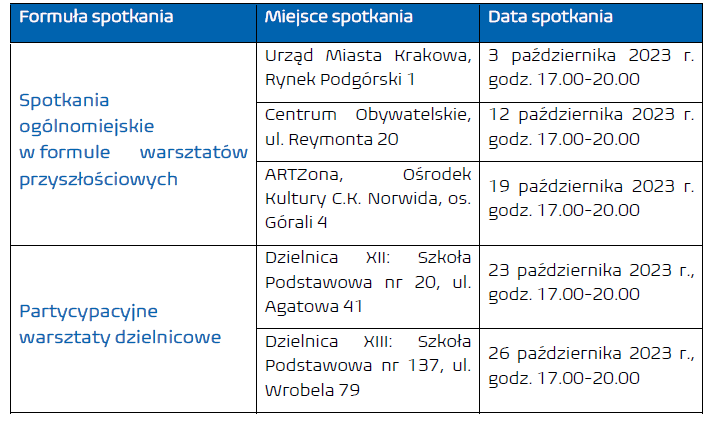 Formuła spotkania Miejsce spotkania Data spotkania
Spotkania
ogólnomiejskie
w formule warsztatów
przyszłościowych
Urząd Miasta Krakowa,
Rynek Podgórski 1
3 października 2023 r.
godz. 17.00-20.00
Centrum Obywatelskie,
ul. Reymonta 20
12 października 2023 r.
godz. 17.00-20.00
ARTZona, Ośrodek
Kultury C.K. Norwida, os.
Górali 4
19 października 2023 r.
godz. 17.00-20.00
Partycypacyjne
warsztaty dzielnicowe
Dzielnica XII: Szkoła
Podstawowa nr 20, ul.
Agatowa 41
23 października 2023 r.,
godz. 17.00-20.00
Dzielnica XIII: Szkoła
Podstawowa nr 137, ul.
Wrobela 79
26 października 2023 r.,
godz. 17.00-20.00